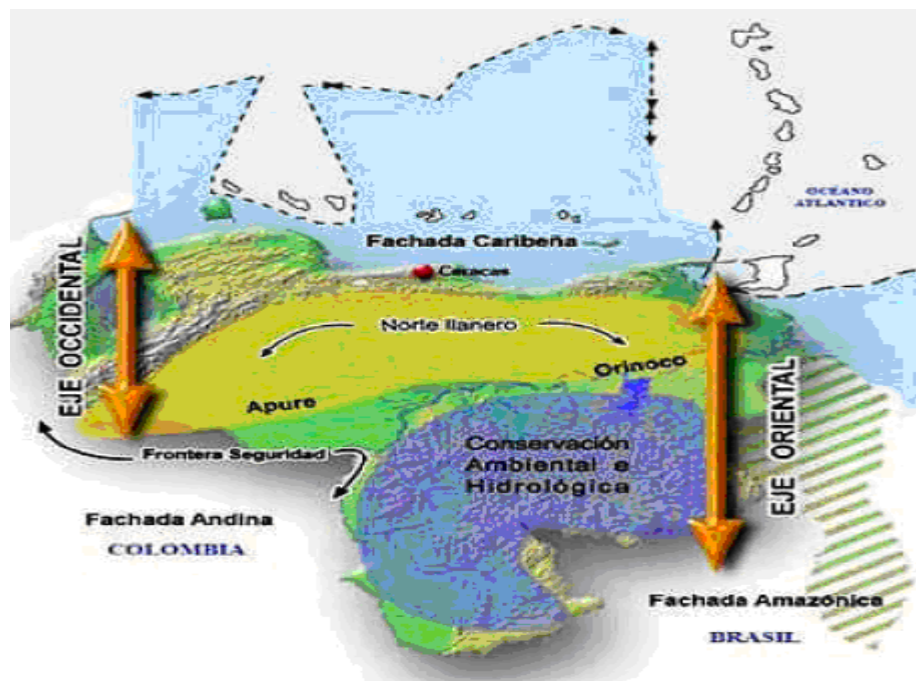 OCEANO
ATLANTICO
Fachada Caribeña
Caracas
EJE OCCIDENTAL
Norte llanero
Orinoco
Apure
EJE ORIENTAL
Frontera Seguridad
Conservación
Ambiental e
Hidrológica
Fachada Andina
COLOMBIA
Fachada Amazónica
BRASIL